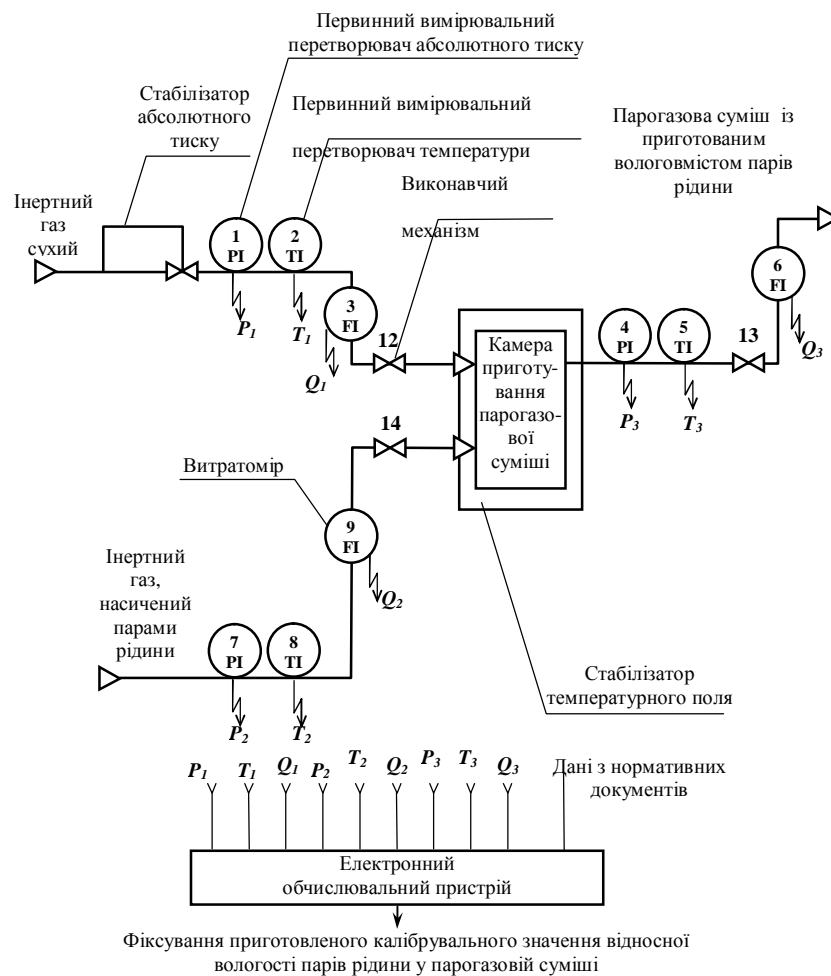 Первинний вимірювальний
перетворювач абсолютного тиску
Стабілізатор
абсолютного
тиску
Первинний вимірювальний
перетворювач температури
Парогазова суміш із
приготованим
вологовмістом парів
рідини
Виконавчий
механізм
Інертний
газ
сухий
1
PI
2
TI
P1
T1
3
FI
Q1
12
Камера
приготу-
вання
парогазо-
вої
суміші
4
PI
5
TI
P3
T3
13
6
FI
Q3
14
Витратомір
9
FI
Q2
Інертний
газ,
насичений
парами
рідини
7
PI
8
TI
P2
T2
Стабілізатор
температурного поля
P1 T1 Q1 P2 T2 Q2 P3 T3 Q3
Дані з нормативних
документів
Електронний
обчислювальний пристрій
Фіксування приготовленого калібрувального значення відносної
вологості парів рідини у парогазовій суміші